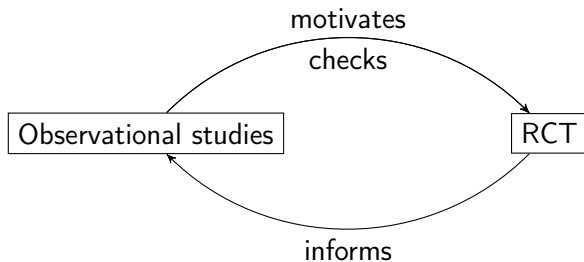 motivates
checks
Observational studies
RCT
informs